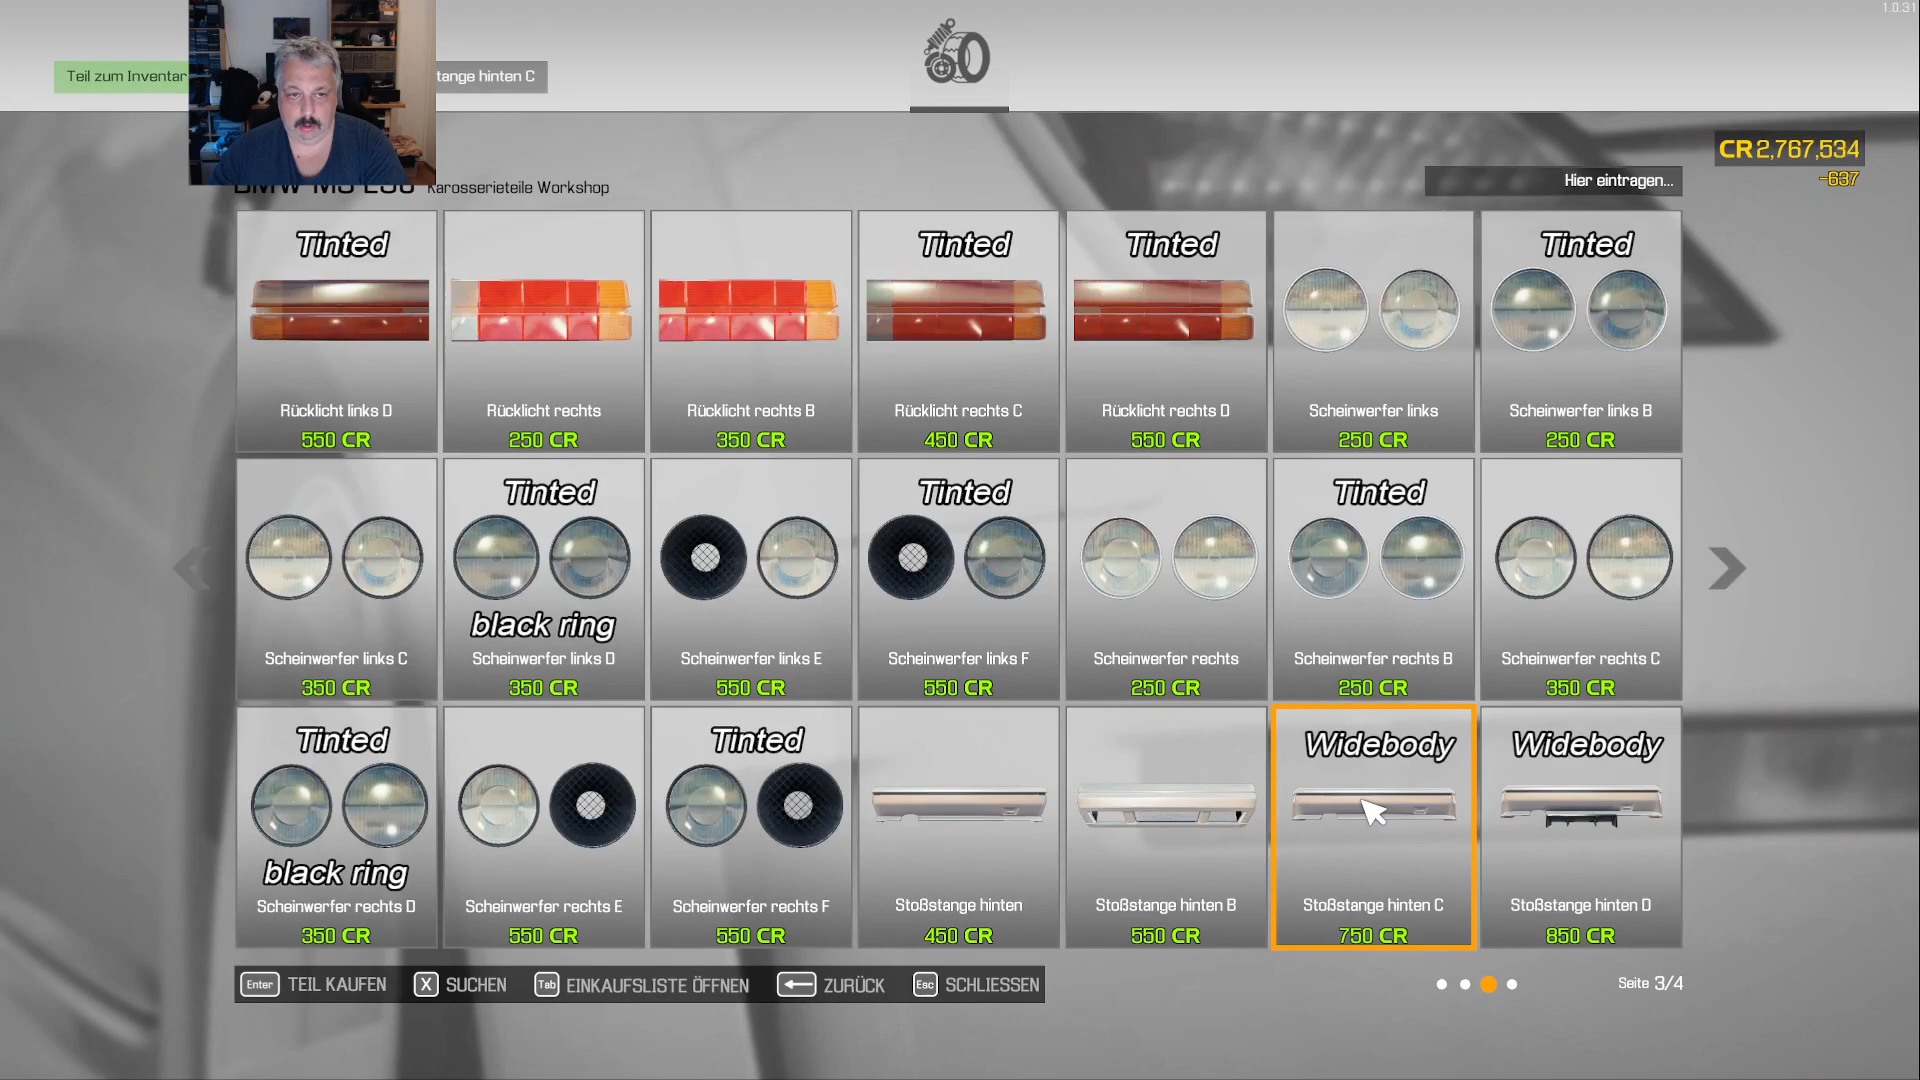 1.0.31
Teil zum Inventar
tange hinten C
CR 2,767,534
-637
Karosserieteile Workshop
Hier eintragen...
Tinted
Tinted
Tinted
Tinted
Rücklicht links D
Rücklicht rechts
Rücklicht rechts B
Rücklicht rechts C
Rücklicht rechts D
Scheinwerfer links
Scheinwerfer links B
550 CR
250 CR
350 CR
450 CR
550 CR
250 CR
250 CR
Tinted
Tinted
Tinted
black ring
Scheinwerfer links C
Scheinwerfer links D
Scheinwerfer links E
Scheinwerfer links F
Scheinwerfer rechts
Scheinwerfer rechts B
Scheinwerfer rechts C
350 CR
350 CR
550 CR
550 CR
250 CR
250 CR
350 CR
Tinted
Tinted
Widebody
Widebody
black ring
Scheinwerfer rechts D
Scheinwerfer rechts E
Scheinwerfer rechts F
Stoßstange hinten
Stoßstange hinten B
Stoßstange hinten C
Stoßstange hinten D
350 CR
550 CR
550 CR
450 CR
550 CR
750 CR
850 CR
Enter TEIL KAUFEN X SUCHEN Tab EINKAUFSLISTE ÖFFNEN ZURÜCK Esc SCHLIESSEN
Seite 3/4